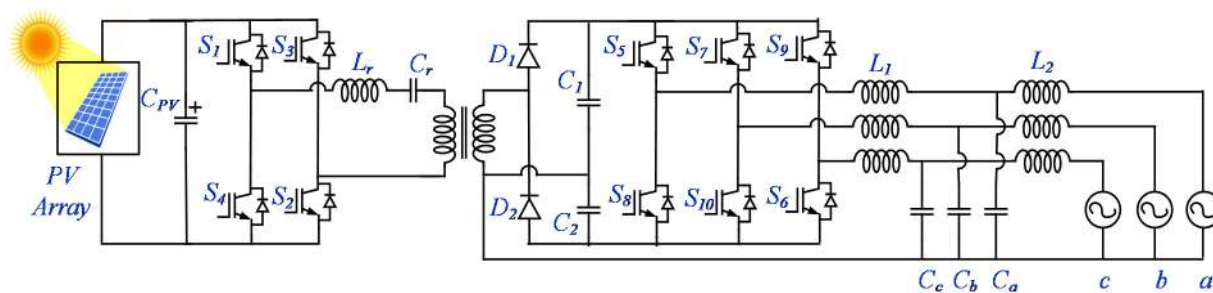 S1
S3
S5
S7
S9
Lr
Cr
D1
C1
L1
L2
CPV
+
PV
Array
S4
S2
D2
C2
S8
S10
S6
Cc
Cb
Ca
c
b
a